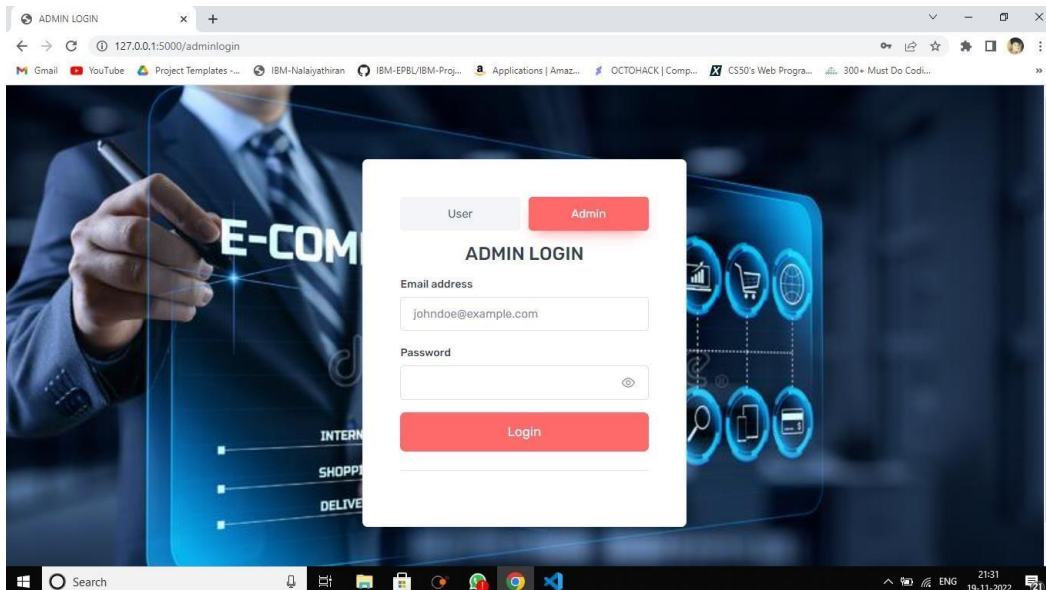 ADMIN LOGIN
127.0.0.1:5000/adminlogin
Gmail YouTube Project Templates -... IBM-Nalaiyathiran IBM-EPBL/IBM-Proj... Applications | Amaz... OCTOHACK | Comp... CS50's Web Progra... 300+ Must Do Codi... »
User Admin
ADMIN LOGIN
E-COM
Email address
johndoe@example.com
Password
Login
INTERN
SHOPPI
DELIVE
Search
ENG
21:31
19-11-2022
21